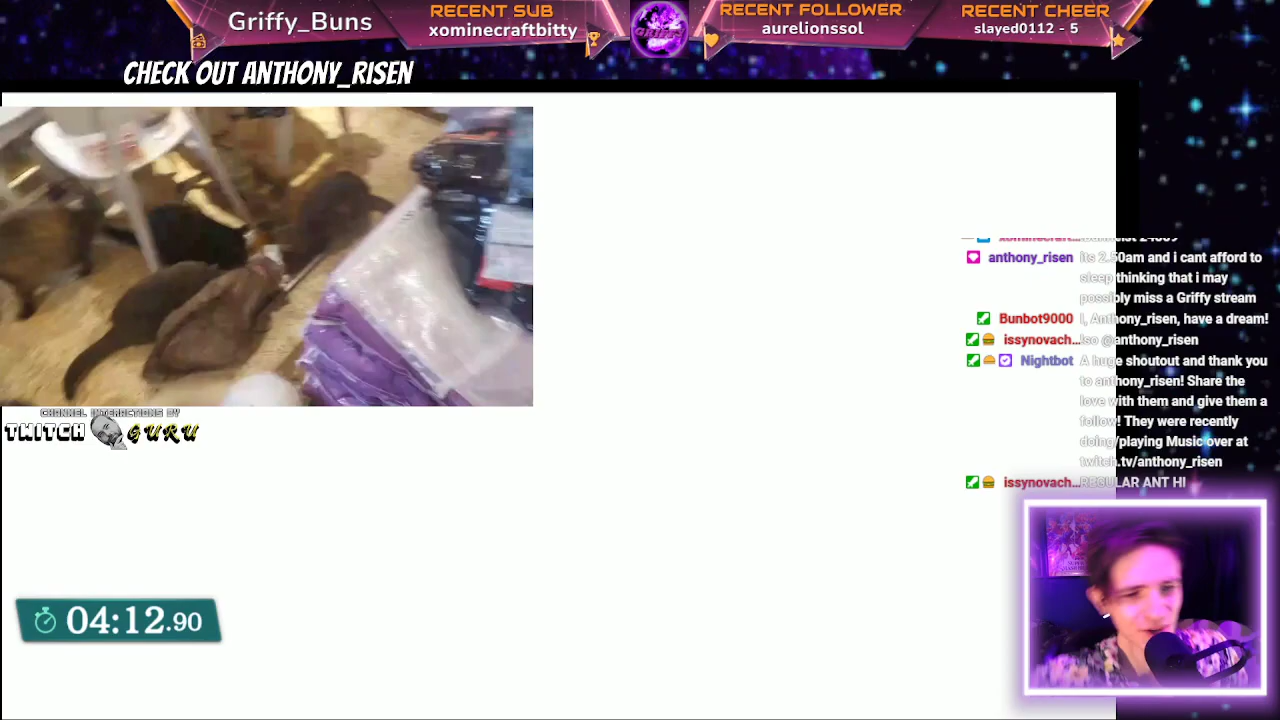 Griffy_Buns
RECENT SUB
xominecraftbitty
RECENT FOLLOWER
aurelionssol
RECENT CHEER
slayed0112 - 5
CHECK OUT ANTHONY_RISEN
anthony_risen Its 2.50am and i cant afford to
sleep thinking that i may
possibly miss a Griffy stream
Bunbot9000 I, Anthony_risen, have a dream!
issynovach... !so @anthony_risen
Nightbot A huge shoutout and thank you
to anthony_risen! Share the
love with them and give them a
follow! They were recently
doing/playing Music over at
twitch.tv/anthony_risen
issynovach... REGULAR ANT HI
CHANNEL INTERACTIONS BY
TWITCH GURU
04:12.90